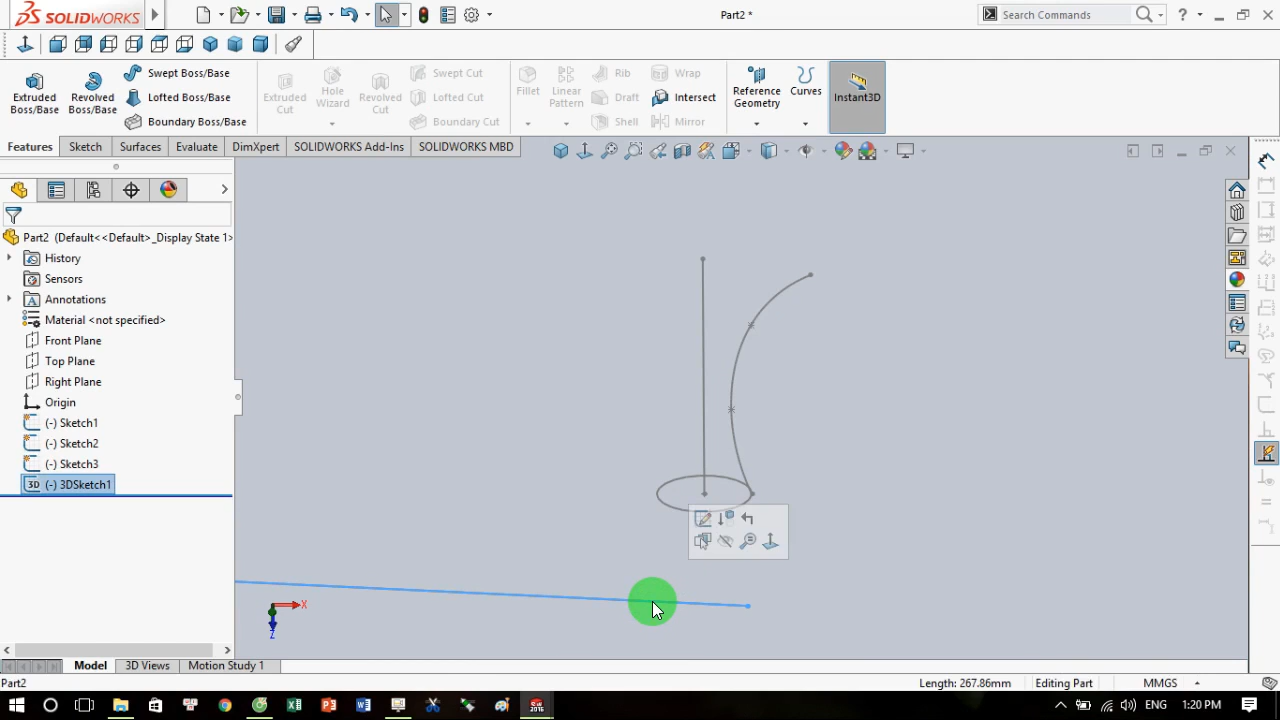 SOLIDWORKS
Part2 *
Search Commands
Extruded Boss/Base
Revolved Boss/Base
Swept Boss/Base
Lofted Boss/Base
Boundary Boss/Base
Extruded Cut
Hole Wizard
Revolved Cut
Swept Cut
Lofted Cut
Boundary Cut
Fillet
Linear Pattern
Rib
Draft
Shell
Wrap
Intersect
Mirror
Reference Geometry
Curves
Instant3D
Features Sketch Surfaces Evaluate DimXpert SOLIDWORKS Add-Ins SOLIDWORKS MBD
Part2 (Default<<Default>_Display State 1>
History
Sensors
Annotations
Material <not specified>
Front Plane
Top Plane
Right Plane
Origin
(-) Sketch1
(-) Sketch2
(-) Sketch3
3D (-) 3DSketch1
X
Z
Model 3D Views Motion Study 1
Part2 Length: 267.86mm Editing Part MMGS
ENG 1:20 PM